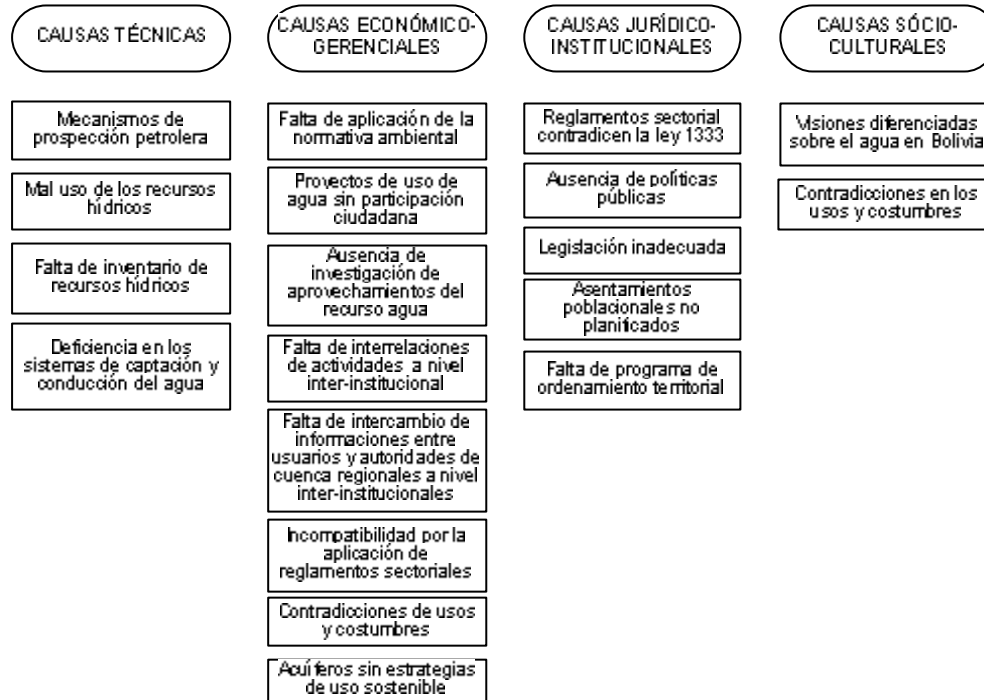 CAUSAS TÉCNICAS
Mecanismos de
prospección petrolera
Mal uso de los recursos
hídricos
Falta de inventario de
recursos hídricos
Deficiencia en los
sistemas de captación y
conducción del agua
CAUSAS ECONÓMICO-
GERENCIALES
Falta de aplicación de la
normativa ambiental
Proyectos de uso de
agua sin participación
ciudadana
Ausencia de
investigación de
aprovechamientos del
recurso agua
Falta de interrelaciones
de actividades a nivel
inter-institucional
Falta de intercambio de
informaciones entre
usuarios y autoridades de
cuenca regionales a nivel
inter-institucionales
Incompatibilidad por la
aplicación de
reglamentos sectoriales
Contradicciones de usos
y costumbres
Acuíferos sin estrategias
de uso sostenible
CAUSAS JURÍDICO-
INSTITUCIONALES
Reglamentos sectorial
contradicen la ley 1333
Ausencia de políticas
públicas
Legislación inadecuada
Asentamientos
poblacionales no
planificados
Falta de programa de
ordenamiento territorial
CAUSAS SÓCIO-
CULTURALES
Visiones diferenciadas
sobre el agua en Bolivia
Contradicciones en los
usos y costumbres